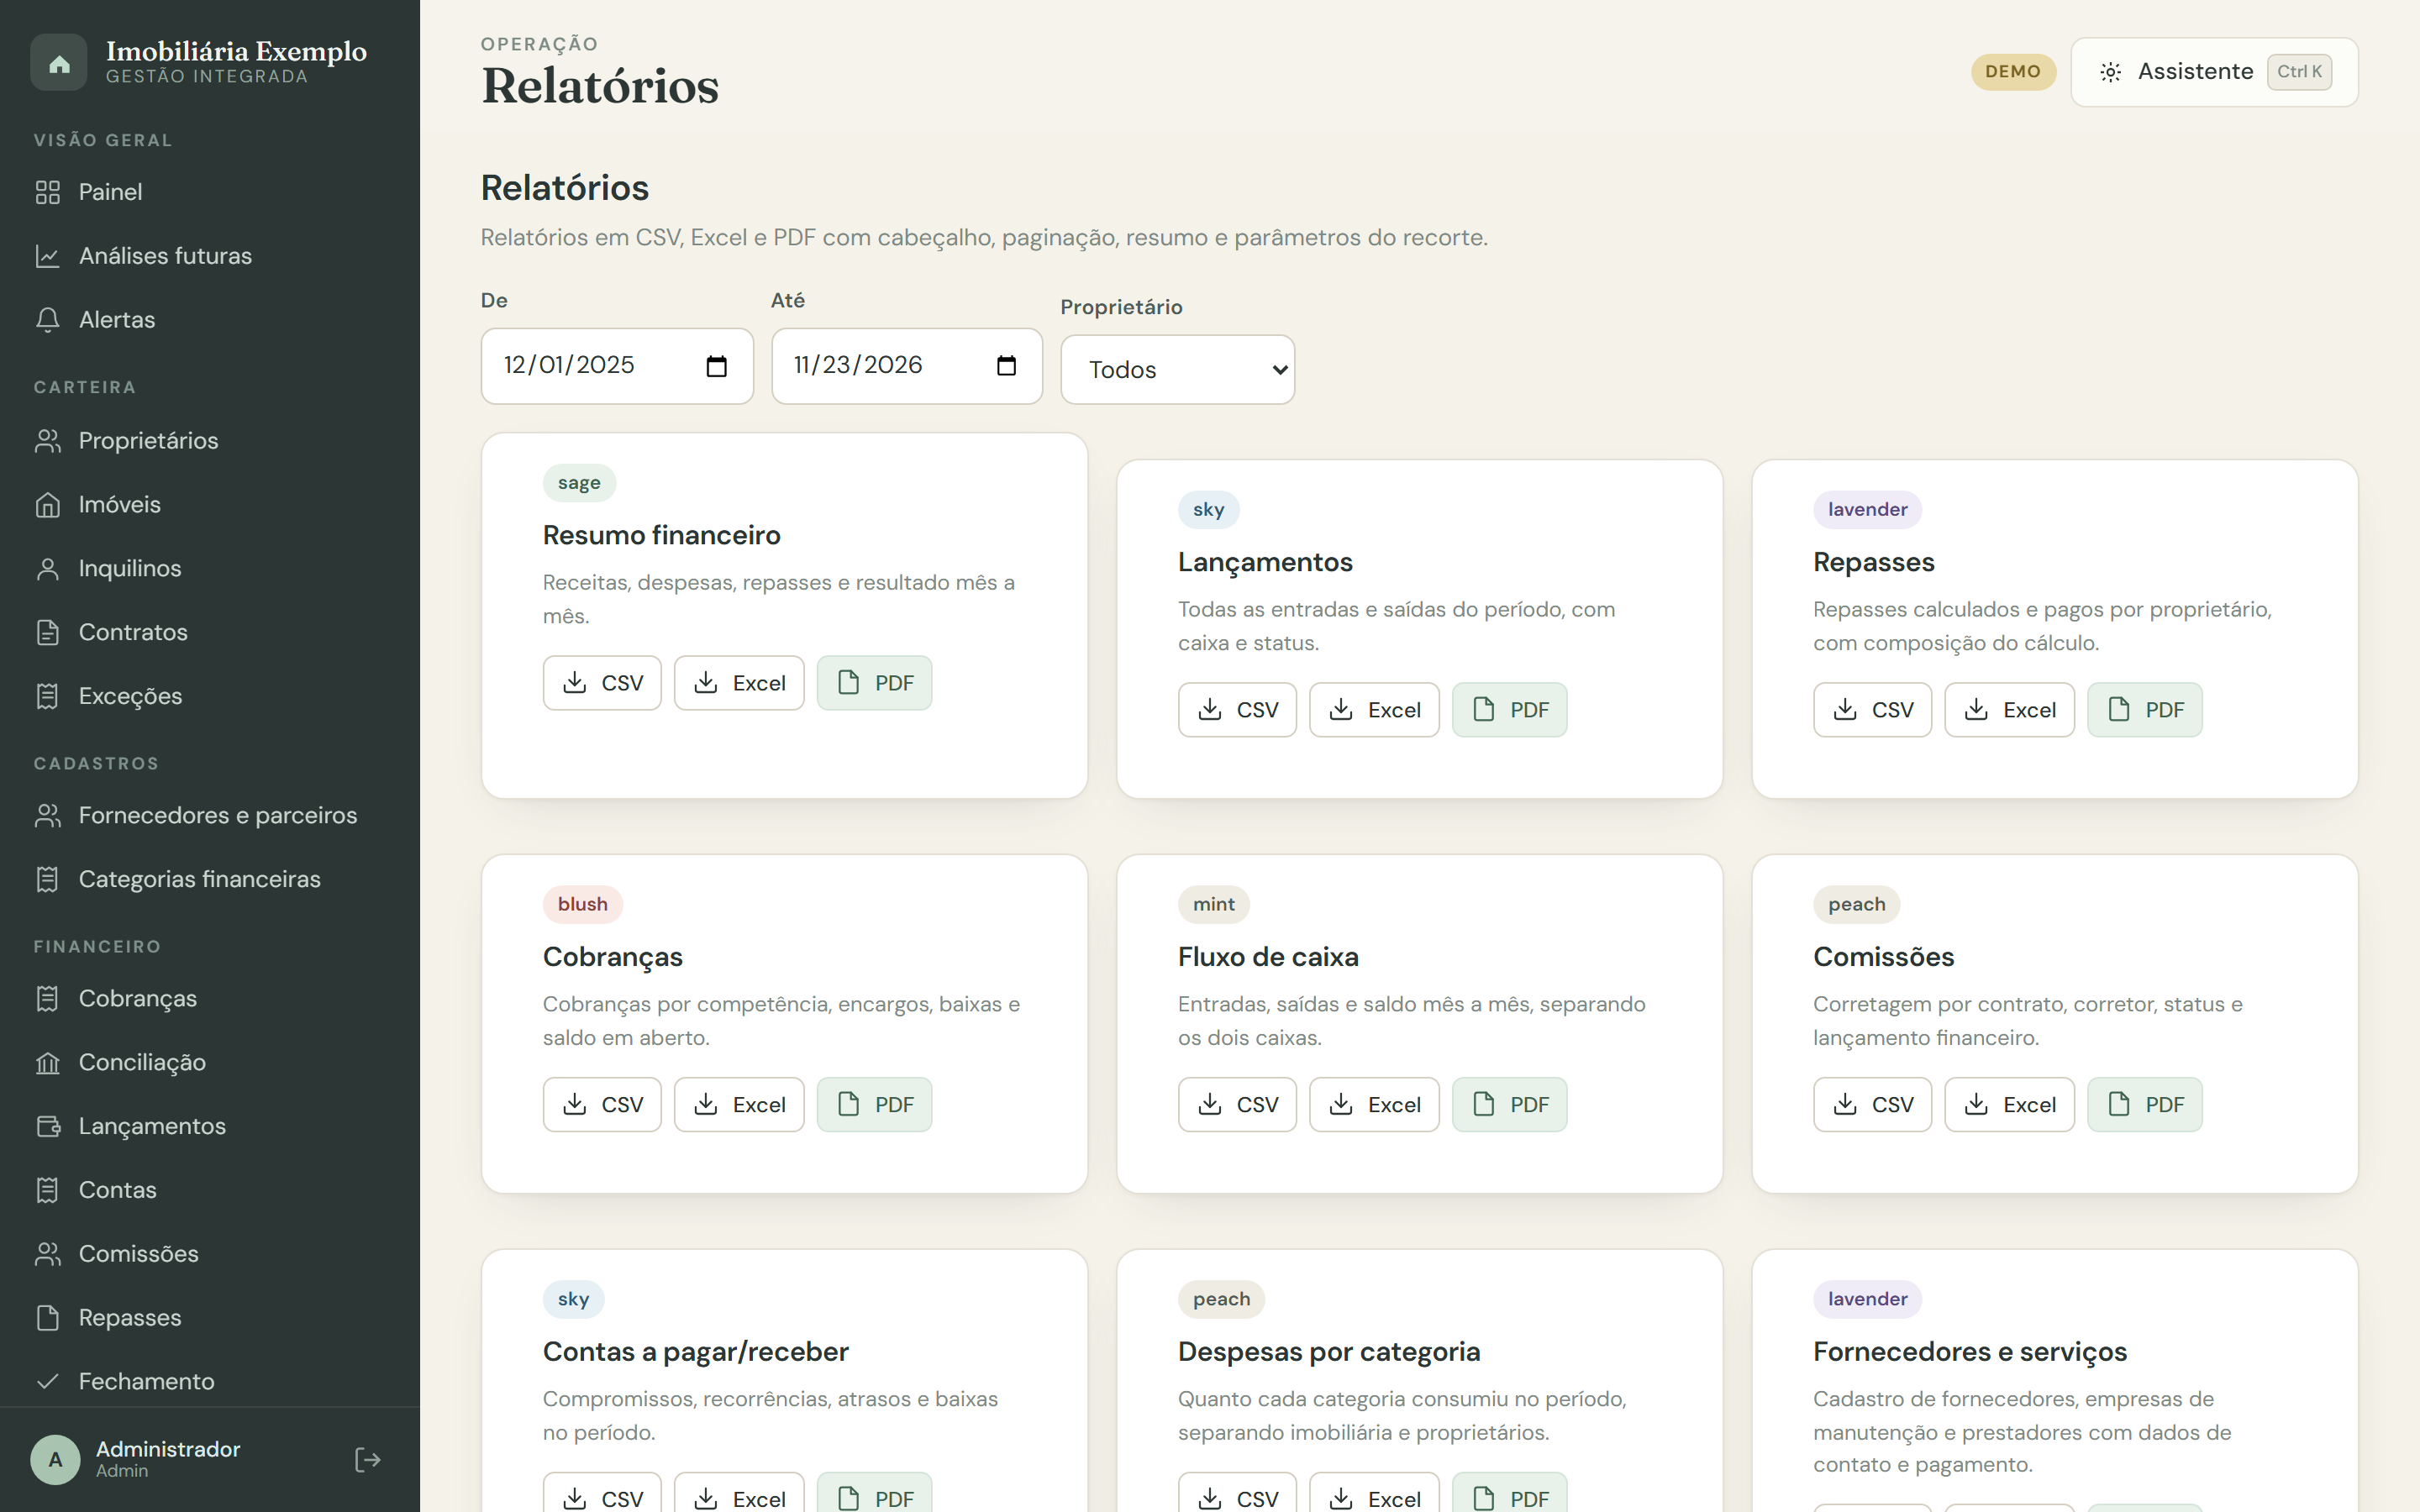 Imobiliária Exemplo
GESTÃO INTEGRADA
VISÃO GERAL
Painel
Análises futuras
Alertas
CARTEIRA
Proprietários
Imóveis
Inquilinos
Contratos
Exceções
CADASTROS
Fornecedores e parceiros
Categorias financeiras
FINANCEIRO
Cobranças
Conciliação
Lançamentos
Contas
Comissões
Repasses
Fechamento
A
Administrador
Admin
OPERAÇÃO
Relatórios
DEMO
Assistente
Ctrl K
Relatórios
Relatórios em CSV, Excel e PDF com cabeçalho, paginação, resumo e parâmetros do recorte.
De
12/01/2025
Até
11/23/2026
Proprietário
Todos
sage
Resumo financeiro
Receitas, despesas, repasses e resultado mês a
mês.
CSV
Excel
PDF
sky
Lançamentos
Todas as entradas e saídas do período, com
caixa e status.
CSV
Excel
PDF
lavender
Repasses
Repasses calculados e pagos por proprietário,
com composição do cálculo.
CSV
Excel
PDF
blush
Cobranças
Cobranças por competência, encargos, baixas e
saldo em aberto.
CSV
Excel
PDF
mint
Fluxo de caixa
Entradas, saídas e saldo mês a mês, separando
os dois caixas.
CSV
Excel
PDF
peach
Comissões
Corretagem por contrato, corretor, status e
lançamento financeiro.
CSV
Excel
PDF
sky
Contas a pagar/receber
Compromissos, recorrências, atrasos e baixas
no período.
CSV
Excel
PDF
peach
Despesas por categoria
Quanto cada categoria consumiu no período,
separando imobiliária e proprietários.
CSV
Excel
PDF
lavender
Fornecedores e serviços
Cadastro de fornecedores, empresas de
manutenção e prestadores com dados de
contato e pagamento.